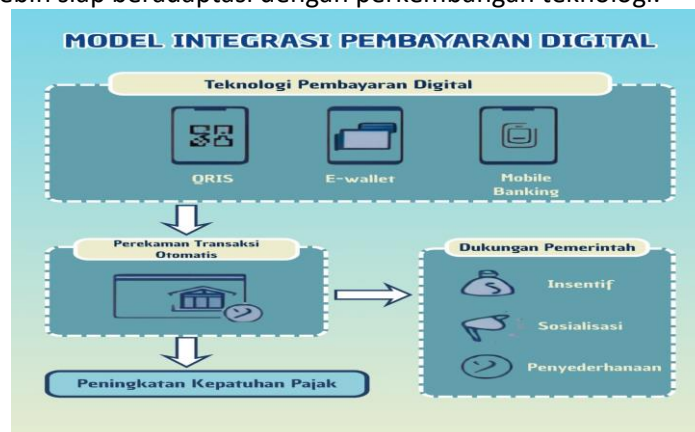 lebih siap beradaptasi dengan perkembangan teknologi.
MODEL INTEGRASI PEMBAYARAN DIGITAL
Teknologi Pembayaran Digital
QRIS
E-wallet
Mobile
Banking
Perekaman Transaksi
Otomatis
Dukungan Pemerintah
Insentif
Sosialisasi
Penyederhanaan
Peningkatan Kepatuhan Pajak